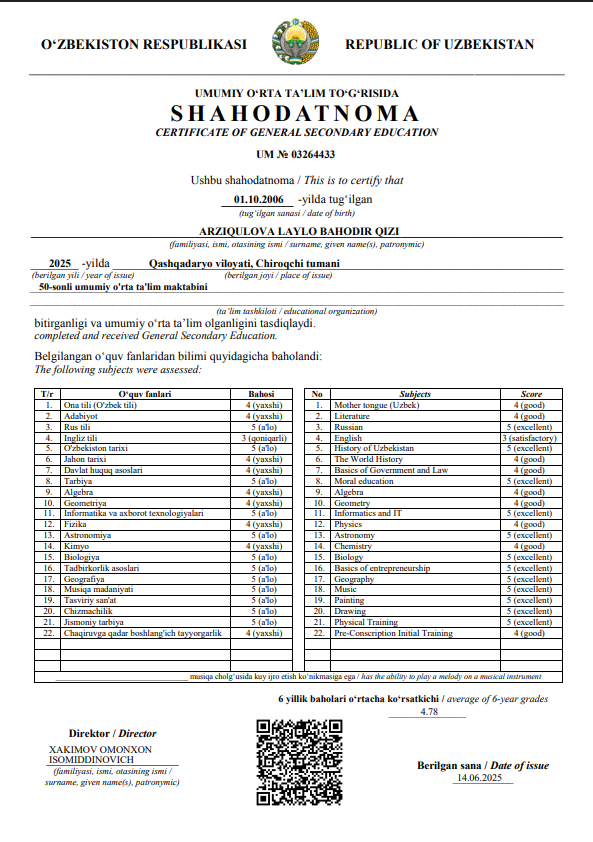 O‘ZBEKISTON RESPUBLIKASI REPUBLIC OF UZBEKISTAN
UMUMIY O‘RTA TA’LIM TO‘G‘RISIDA
SHAHODATNOMA
CERTIFICATE OF GENERAL SECONDARY EDUCATION
UM № 03264433
Ushbu shahodatnoma / This is to certify that
01.10.2006 -yilda tug‘ilgan
(tug‘ilgan sanasi / date of birth)
ARZIQULOVA LAYLO BAHODIR QIZI
(familiyasi, ismi, otasining ismi / surname, given name(s), patronymic)
2025 -yilda Qashqadaryo viloyati, Chiroqchi tumani
(berilgan yili / year of issue) (berilgan joyi / place of issue)
50-sonli umumiy o'rta ta'lim maktabini
(ta’lim tashkiloti / educational organization)
bitirganligi va umumiy o‘rta ta’lim olganligini tasdiqlaydi.
completed and received General Secondary Education.
Belgilangan o‘quv fanlaridan bilimi quyidagicha baholandi:
The following subjects were assessed:
T/r O‘quv fanlari Bahosi No Subjects Score
1. Ona tili (O'zbek tili) 4 (yaxshi) 1. Mother tongue (Uzbek) 4 (good)
2. Adabiyot 4 (yaxshi) 2. Literature 4 (good)
3. Rus tili 5 (a'lo) 3. Russian 5 (excellent)
4. Ingliz tili 3 (qoniqarli) 4. English 3 (satisfactory)
5. O'zbekiston tarixi 5 (a'lo) 5. History of Uzbekistan 5 (excellent)
6. Jahon tarixi 4 (yaxshi) 6. The World History 4 (good)
7. Davlat huquq asoslari 4 (yaxshi) 7. Basics of Government and Law 4 (good)
8. Tarbiya 5 (a'lo) 8. Moral education 5 (excellent)
9. Algebra 4 (yaxshi) 9. Algebra 4 (good)
10. Geometriya 4 (yaxshi) 10. Geometry 4 (good)
11. Informatika va axborot texnologiyalari 5 (a'lo) 11. Informatics and IT 5 (excellent)
12. Fizika 4 (yaxshi) 12. Physics 4 (good)
13. Astronomiya 5 (a'lo) 13. Astronomy 5 (excellent)
14. Kimyo 4 (yaxshi) 14. Chemistry 4 (good)
15. Biologiya 5 (a'lo) 15. Biology 5 (excellent)
16. Tadbirkorlik asoslari 5 (a'lo) 16. Basics of entrepreneurship 5 (excellent)
17. Geografiya 5 (a'lo) 17. Geography 5 (excellent)
18. Musiqa madaniyati 5 (a'lo) 18. Music 5 (excellent)
19. Tasviriy san'at 5 (a'lo) 19. Painting 5 (excellent)
20. Chizmachilik 5 (a'lo) 20. Drawing 5 (excellent)
21. Jismoniy tarbiya 5 (a'lo) 21. Physical Training 5 (excellent)
22. Chaqiruvga qadar boshlang'ich tayyorgarlik 4 (yaxshi) 22. Pre-Conscription Initial Training 4 (good)
musiqa cholg‘usida kuy ijro etish ko‘nikmasiga ega / has the ability to play a melody on a musical instrument
6 yillik baholari o‘rtacha ko‘rsatkichi / average of 6-year grades
4.78
Direktor / Director
XAKIMOV OMONXON
ISOMIDDINOVICH
(familiyasi, ismi, otasining ismi /
surname, given name(s), patronymic)
Berilgan sana / Date of issue
14.06.2025